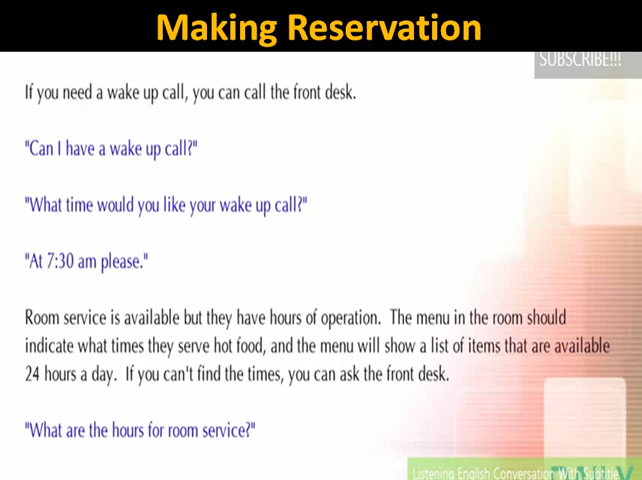 Making Reservation
SUBSCRIBE!!!
If you need a wake up call, you can call the front desk.
"Can I have a wake up call?"
"What time would you like your wake up call?"
"At 7:30 am please."
Room service is available but they have hours of operation. The menu in the room should
indicate what times they serve hot food, and the menu will show a list of items that are available
24 hours a day. If you can't find the times, you can ask the front desk.
"What are the hours for room service?"
Listening English Conversation With Subtitle